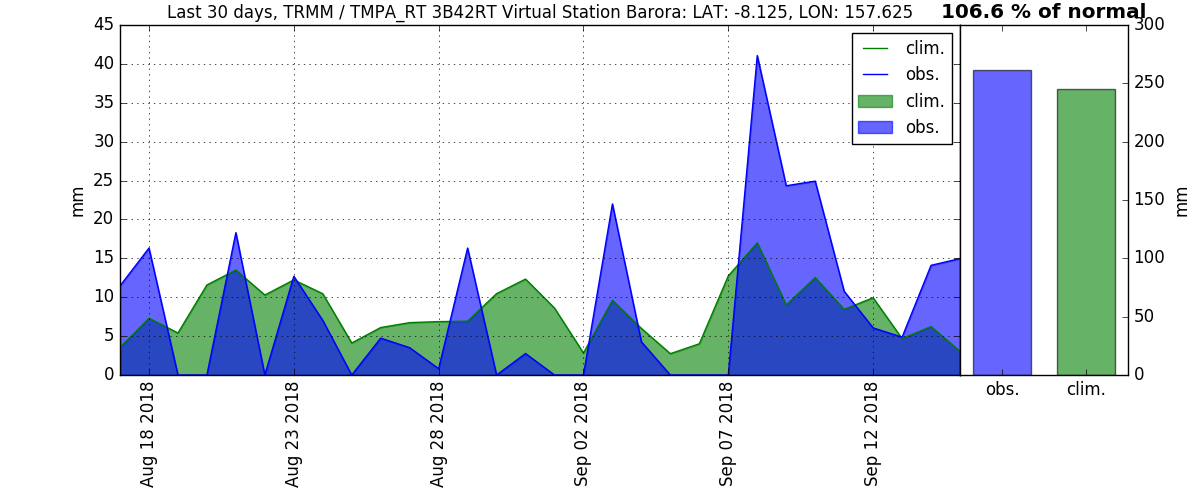 Last 30 days, TRMM / TMPA_RT 3B42RT Virtual Station Barora: LAT: -8.125, LON: 157.625
106.6 % of normal
45
40
35
30
25
20
15
10
5
0
mm
clim.
obs.
clim.
obs.
Aug 18 2018
Aug 23 2018
Aug 28 2018
Sep 02 2018
Sep 07 2018
Sep 12 2018
300
250
200
150
100
50
0
mm
obs.
clim.